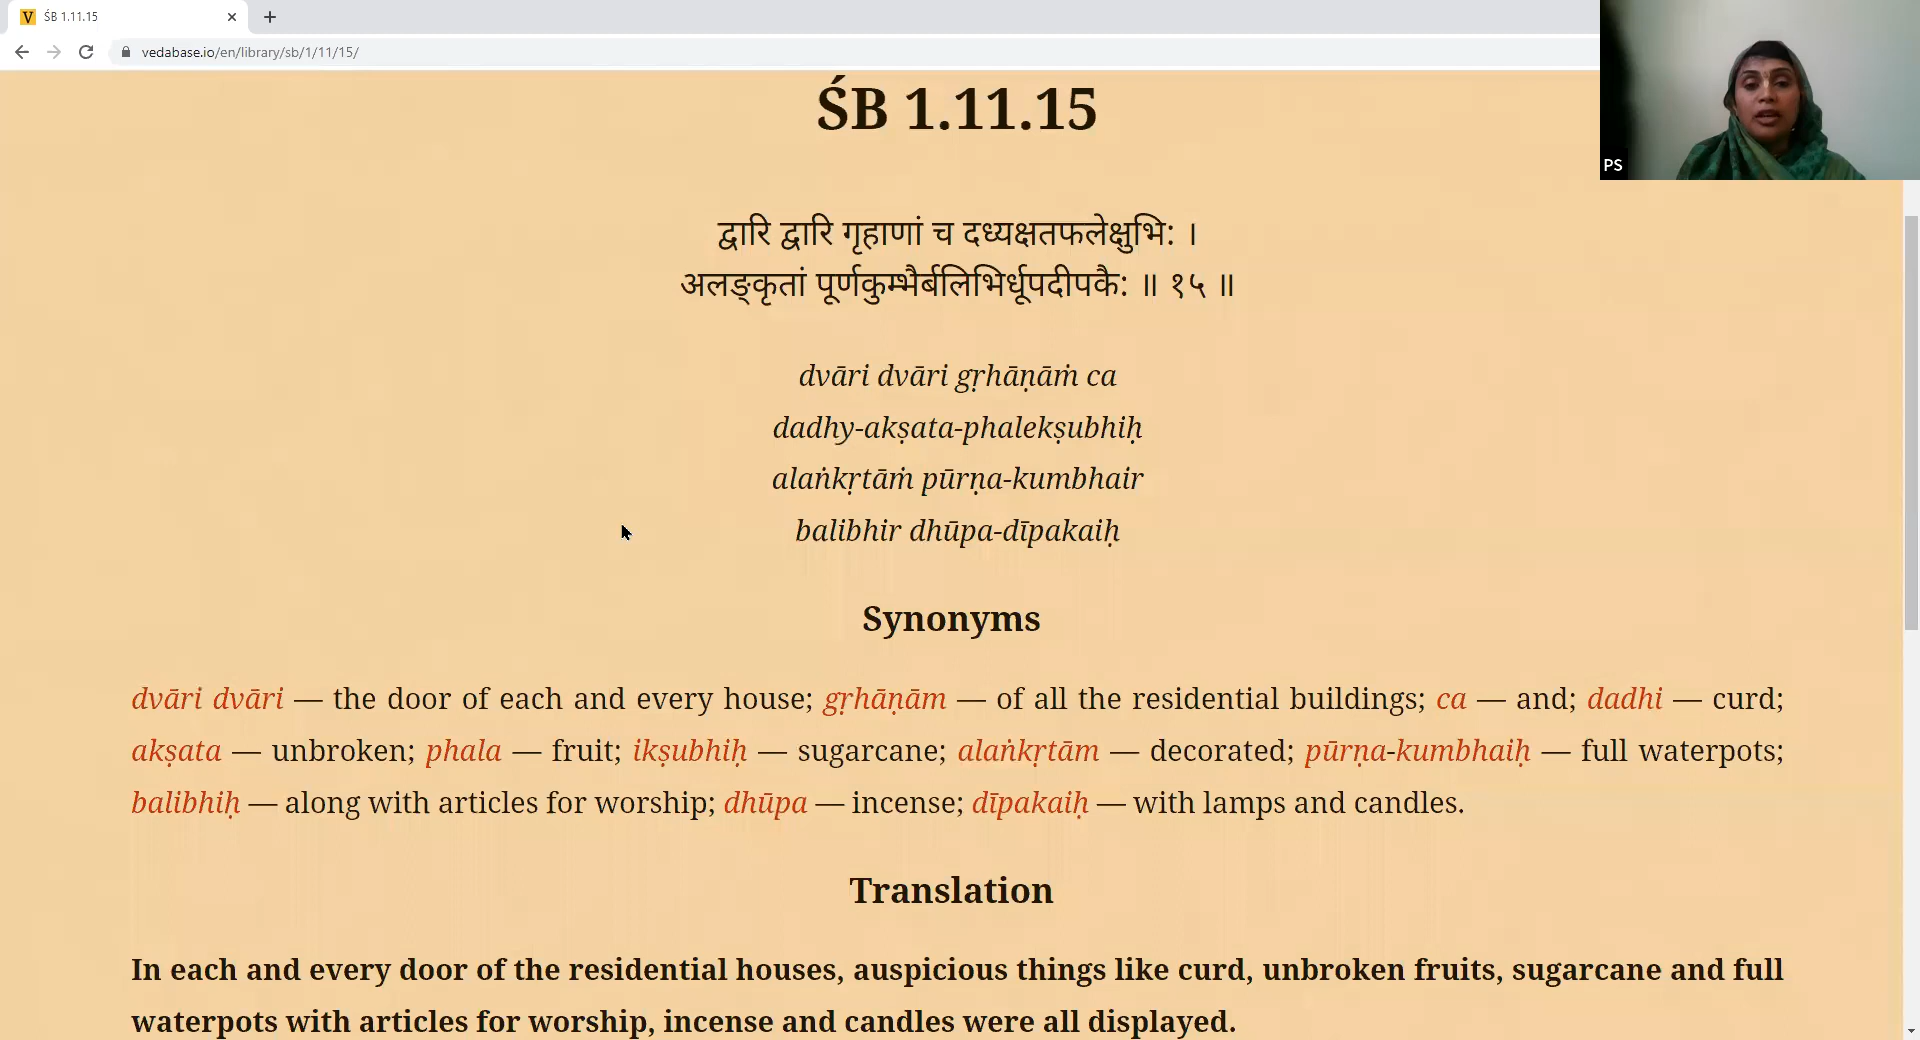 ŚB 1.11.15
vedabase.io/en/library/sb/1/11/15/
PS
ŚB 1.11.15
द्वारि द्वारि गृहाणां च दध्यक्षतफलेक्षुभि: ।
अलङ्कृतां पूर्णकुम्भैर्बलिभिर्धूपदीपकै: ॥ १५ ॥
dvāri dvāri gṛhāṇāṁ ca
dadhy-akṣata-phalekṣubhiḥ
alaṅkṛtāṁ pūrṇa-kumbhair
balibhir dhūpa-dīpakaiḥ
Synonyms
dvāri dvāri — the door of each and every house; gṛhāṇām — of all the residential buildings; ca — and; dadhi — curd;
akṣata — unbroken; phala — fruit; ikṣubhiḥ — sugarcane; alaṅkṛtām — decorated; pūrṇa-kumbhaiḥ — full waterpots;
balibhiḥ — along with articles for worship; dhūpa — incense; dīpakaiḥ — with lamps and candles.
Translation
In each and every door of the residential houses, auspicious things like curd, unbroken fruits, sugarcane and full
waterpots with articles for worship, incense and candles were all displayed.